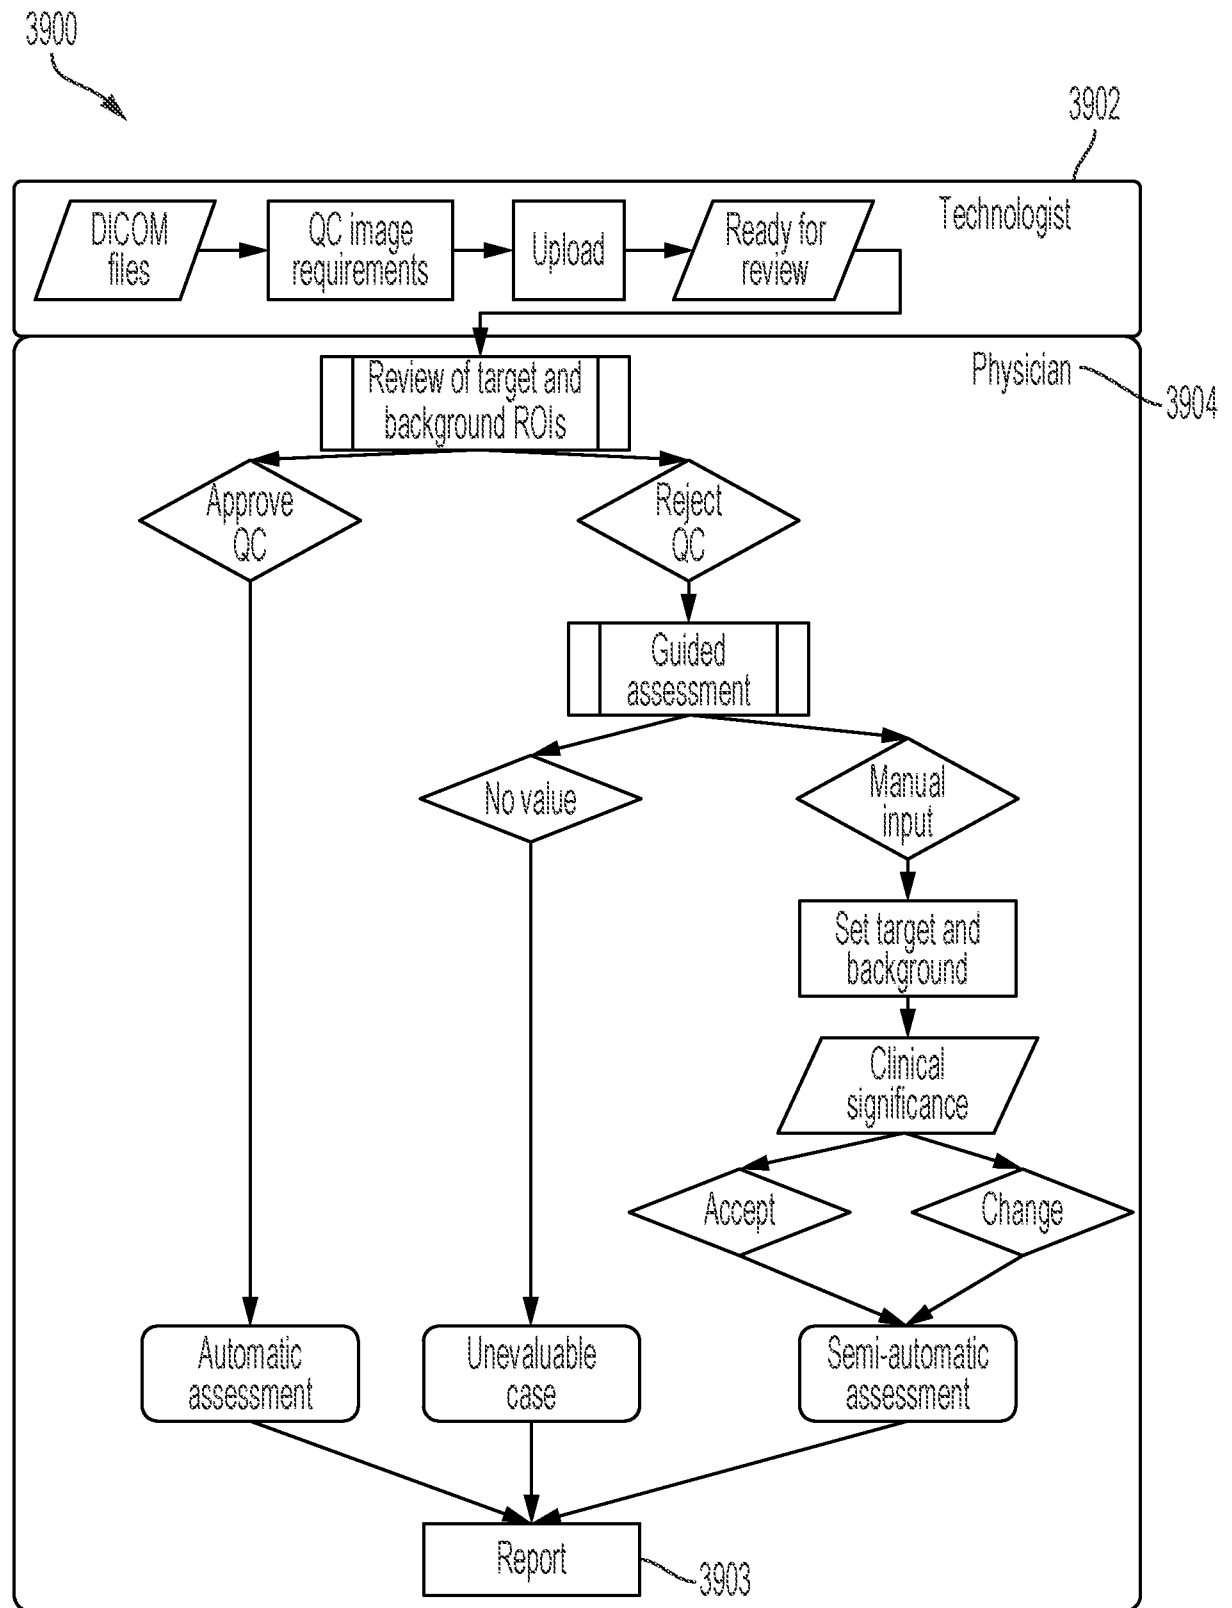 3900
3902
Technologist
DICOM
files
QC image
requirements
Upload
Ready for
review
Physician
3904
Review of target and
background ROIs
Approve
QC
Reject
QC
Guided
assessment
No value
Manual
input
Set target and
background
Clinical
significance
Accept
Change
Automatic
assessment
Unevaluable
case
Semi-automatic
assessment
Report
3903